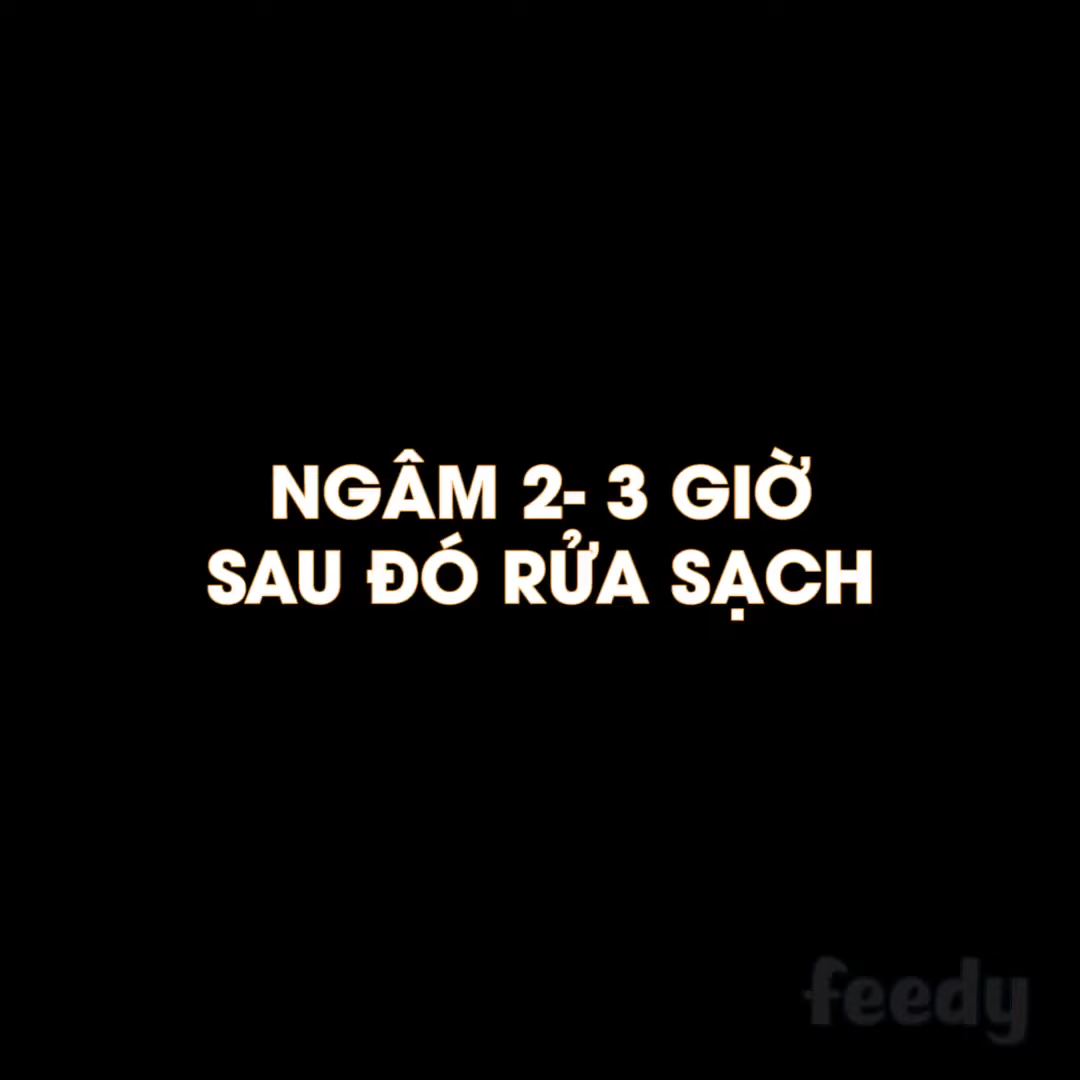 NGÂM 2- 3 GIỜ
SAU ĐÓ RỬA SẠCH
feedy